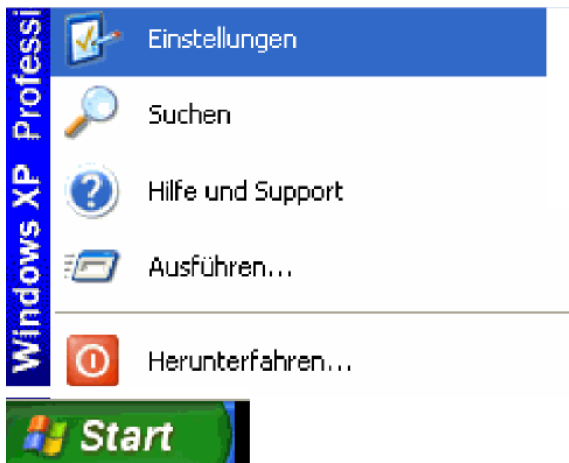 Einstellungen
Suchen
Hilfe und Support
Ausführen...
Herunterfahren...
Windows XP Professi
Start